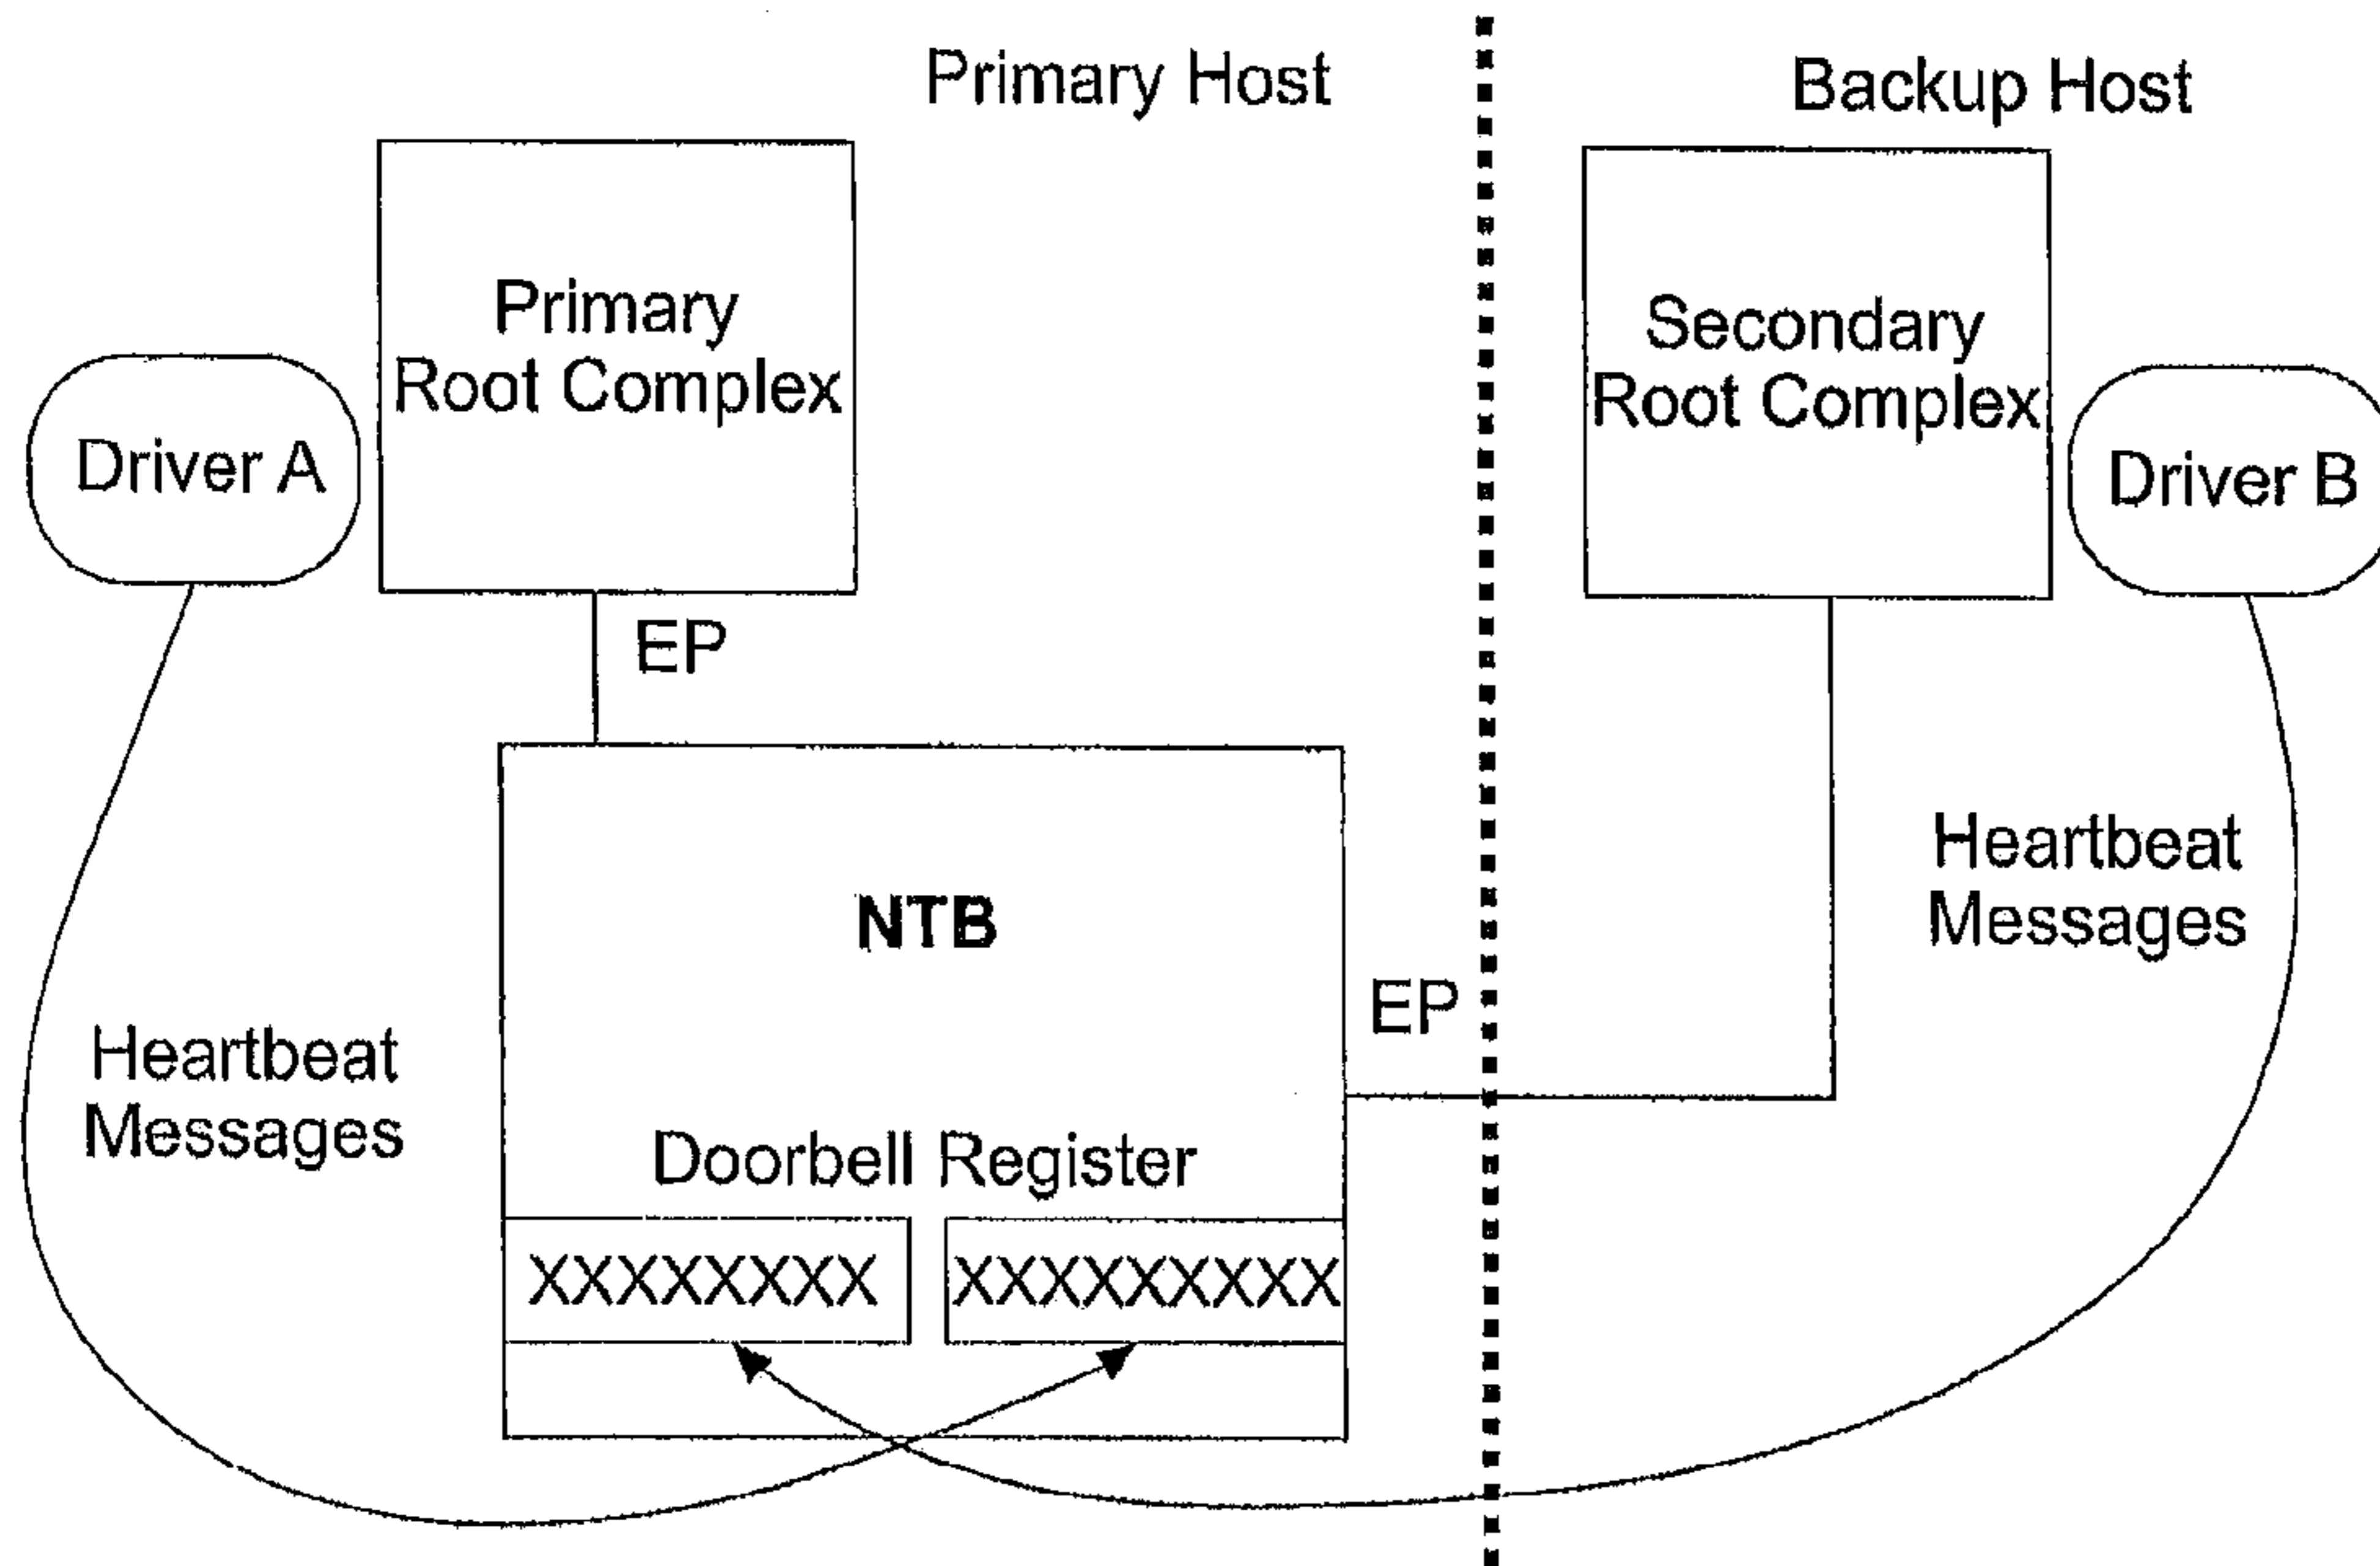 Primary Host
Backup Host
Primary
Root Complex
Secondary
Root Complex
Driver A
Driver B
EP
NTB
Heartbeat
Messages
EP
Heartbeat
Messages
Doorbell Register
XXXXXXXX
XXXXXXXXX